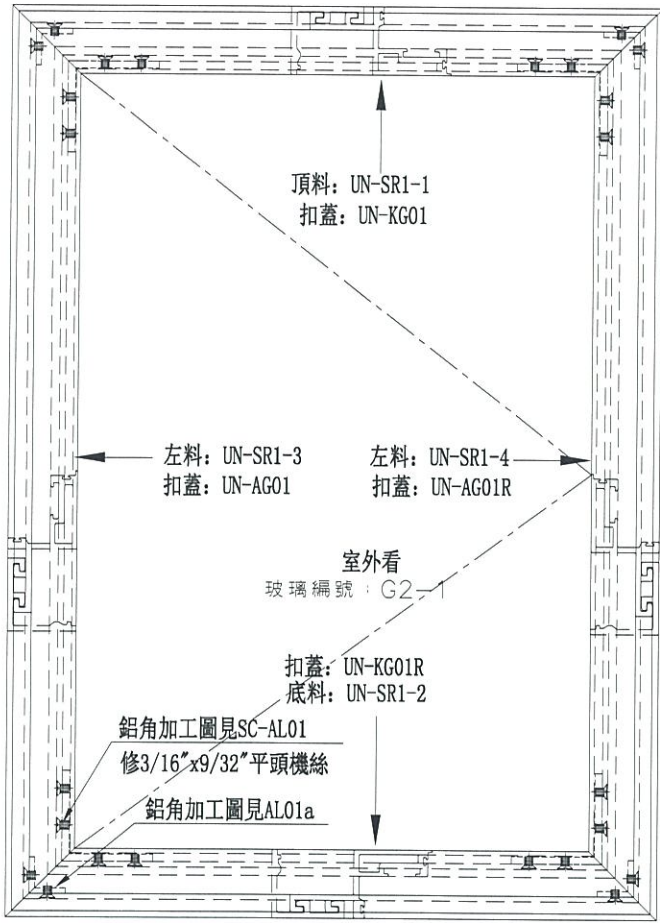 頂料: UN-SR1-1
扣蓋: UN-KG01
左料: UN-SR1-3
扣蓋: UN-AG01
左料: UN-SR1-4
扣蓋: UN-AG01R
室外看
玻璃編號:G2-1
扣蓋: UN-KG01R
底料: UN-SR1-2
鋁角加工圖見SC-AL01
修3/16"x9/32"平頭機絲
鋁角加工圖見AL01a